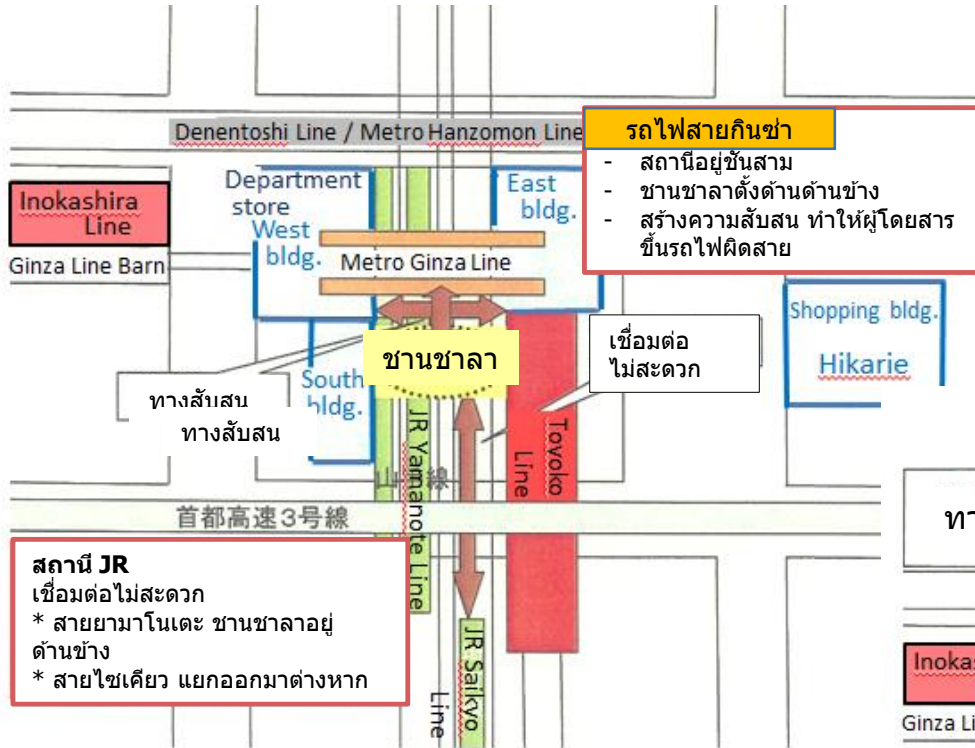 Denentoshi Line / Metro Hanzomon Line
รถไฟสายกินซ่า
- สถานีอยู่ชั้นสาม
- ชานชาลาตั้งด้านด้านข้าง
- สร้างความสับสน ทำให้ผู้โดยสาร
ขึ้นรถไฟผิดสาย
Inokashira
Line
Ginza Line Barn
Department
store
West
bldg.
East
bldg.
Metro Ginza Line
Shopping bldg.
Hikarie
ชานชาลา
เชื่อมต่อ
ไม่สะดวก
South
bldg.
ทางสับสน
ทางสับสน
JR Yamanote Line
Toyoko
Line
山
線
首都高速3号線
สถานี JR
เชื่อมต่อไม่สะดวก
* สายยามาโนเตะ ชานชาลาอยู่
ด้านข้าง
* สายไซเคียว แยกออกมาต่างหาก
JR Saikyo
Line
Ginza Li